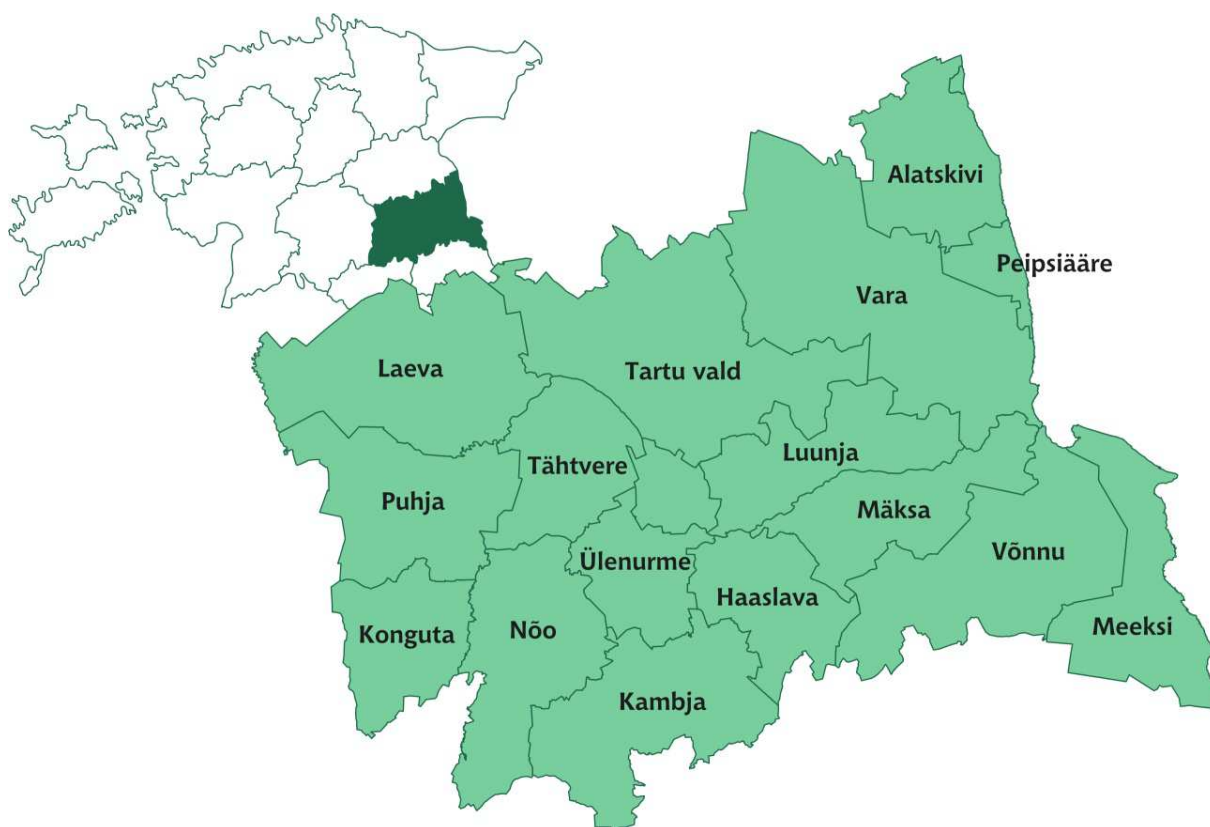 Alatskivi
Peipsiääre
Vara
Laeva
Tartu vald
Luunja
Tähtvere
Puhja
Mäksa
Võnnu
Ülenurme
Haaslava
Konguta
Nõo
Meeksi
Kambja